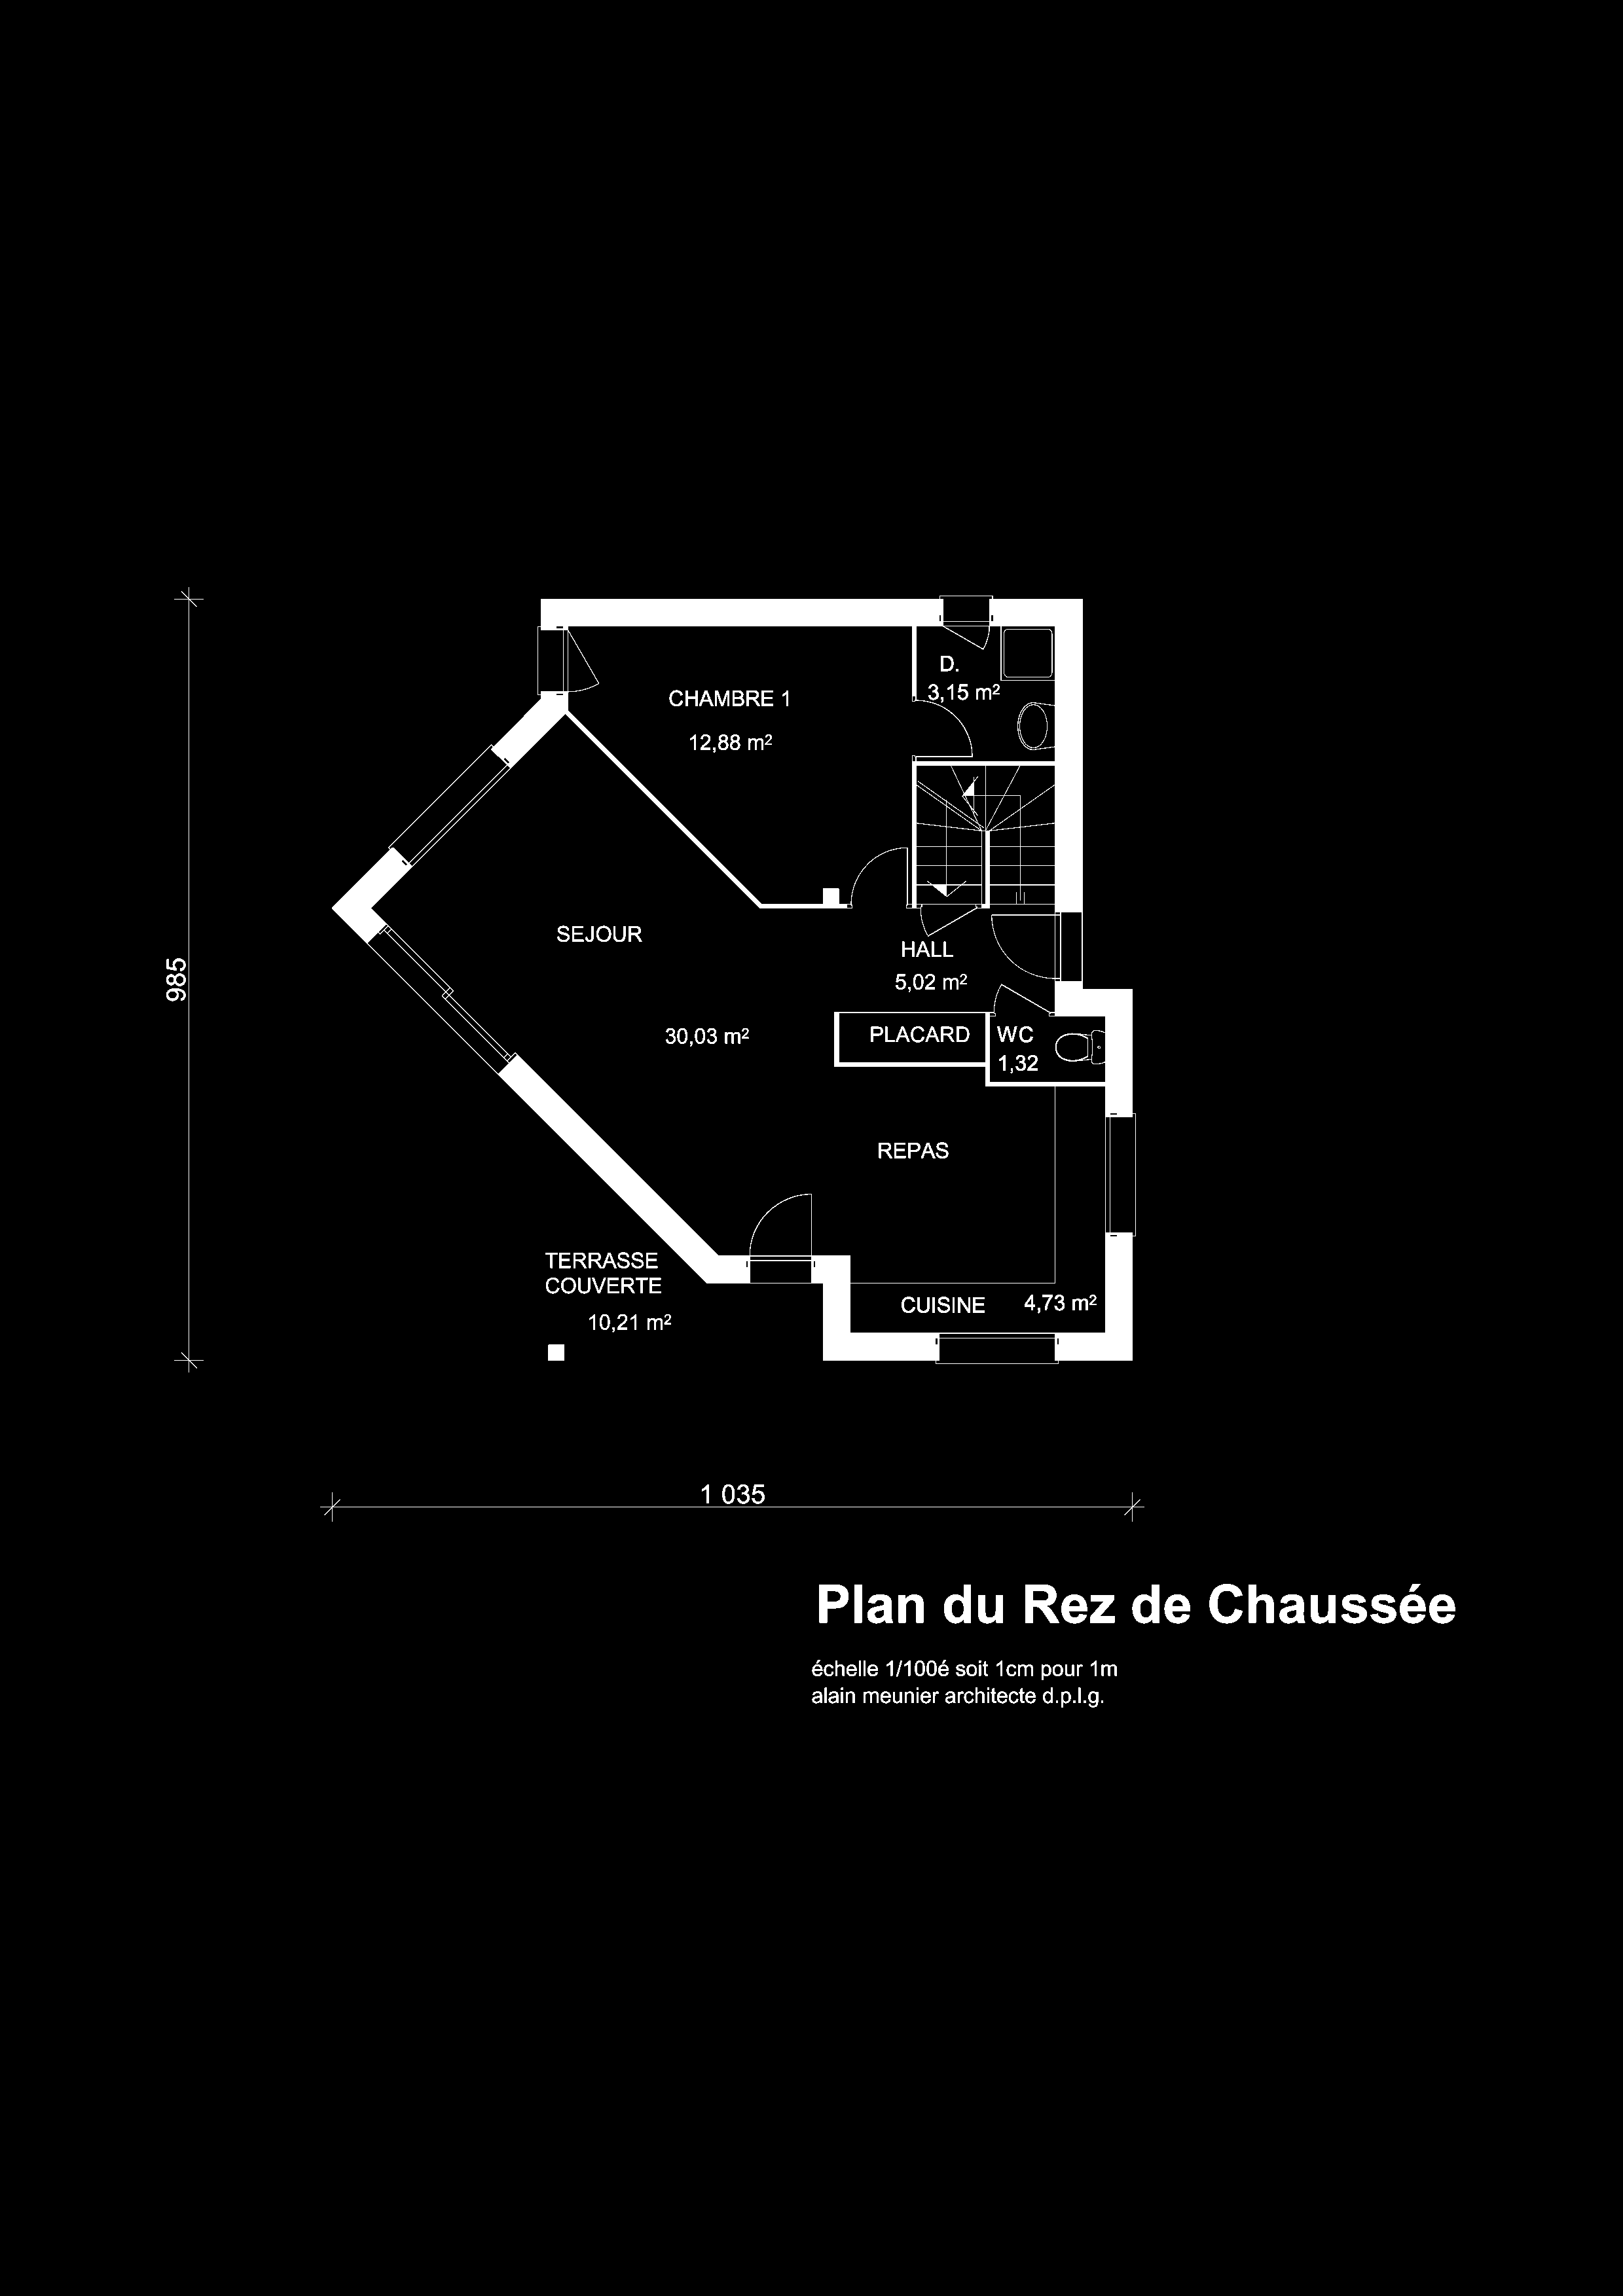 D.
3,15 m²
CHAMBRE 1
12,88 m²
SEJOUR
HALL
5,02 m²
985
30,03 m²
PLACARD
WC
1,32
REPAS
TERRASSE
COUVERTE
10,21 m²
CUISINE
4,73 m²
1 035
Plan du Rez de Chaussée
échelle 1/100é soit 1cm pour 1m
alain meunier architecte d.p.l.g.